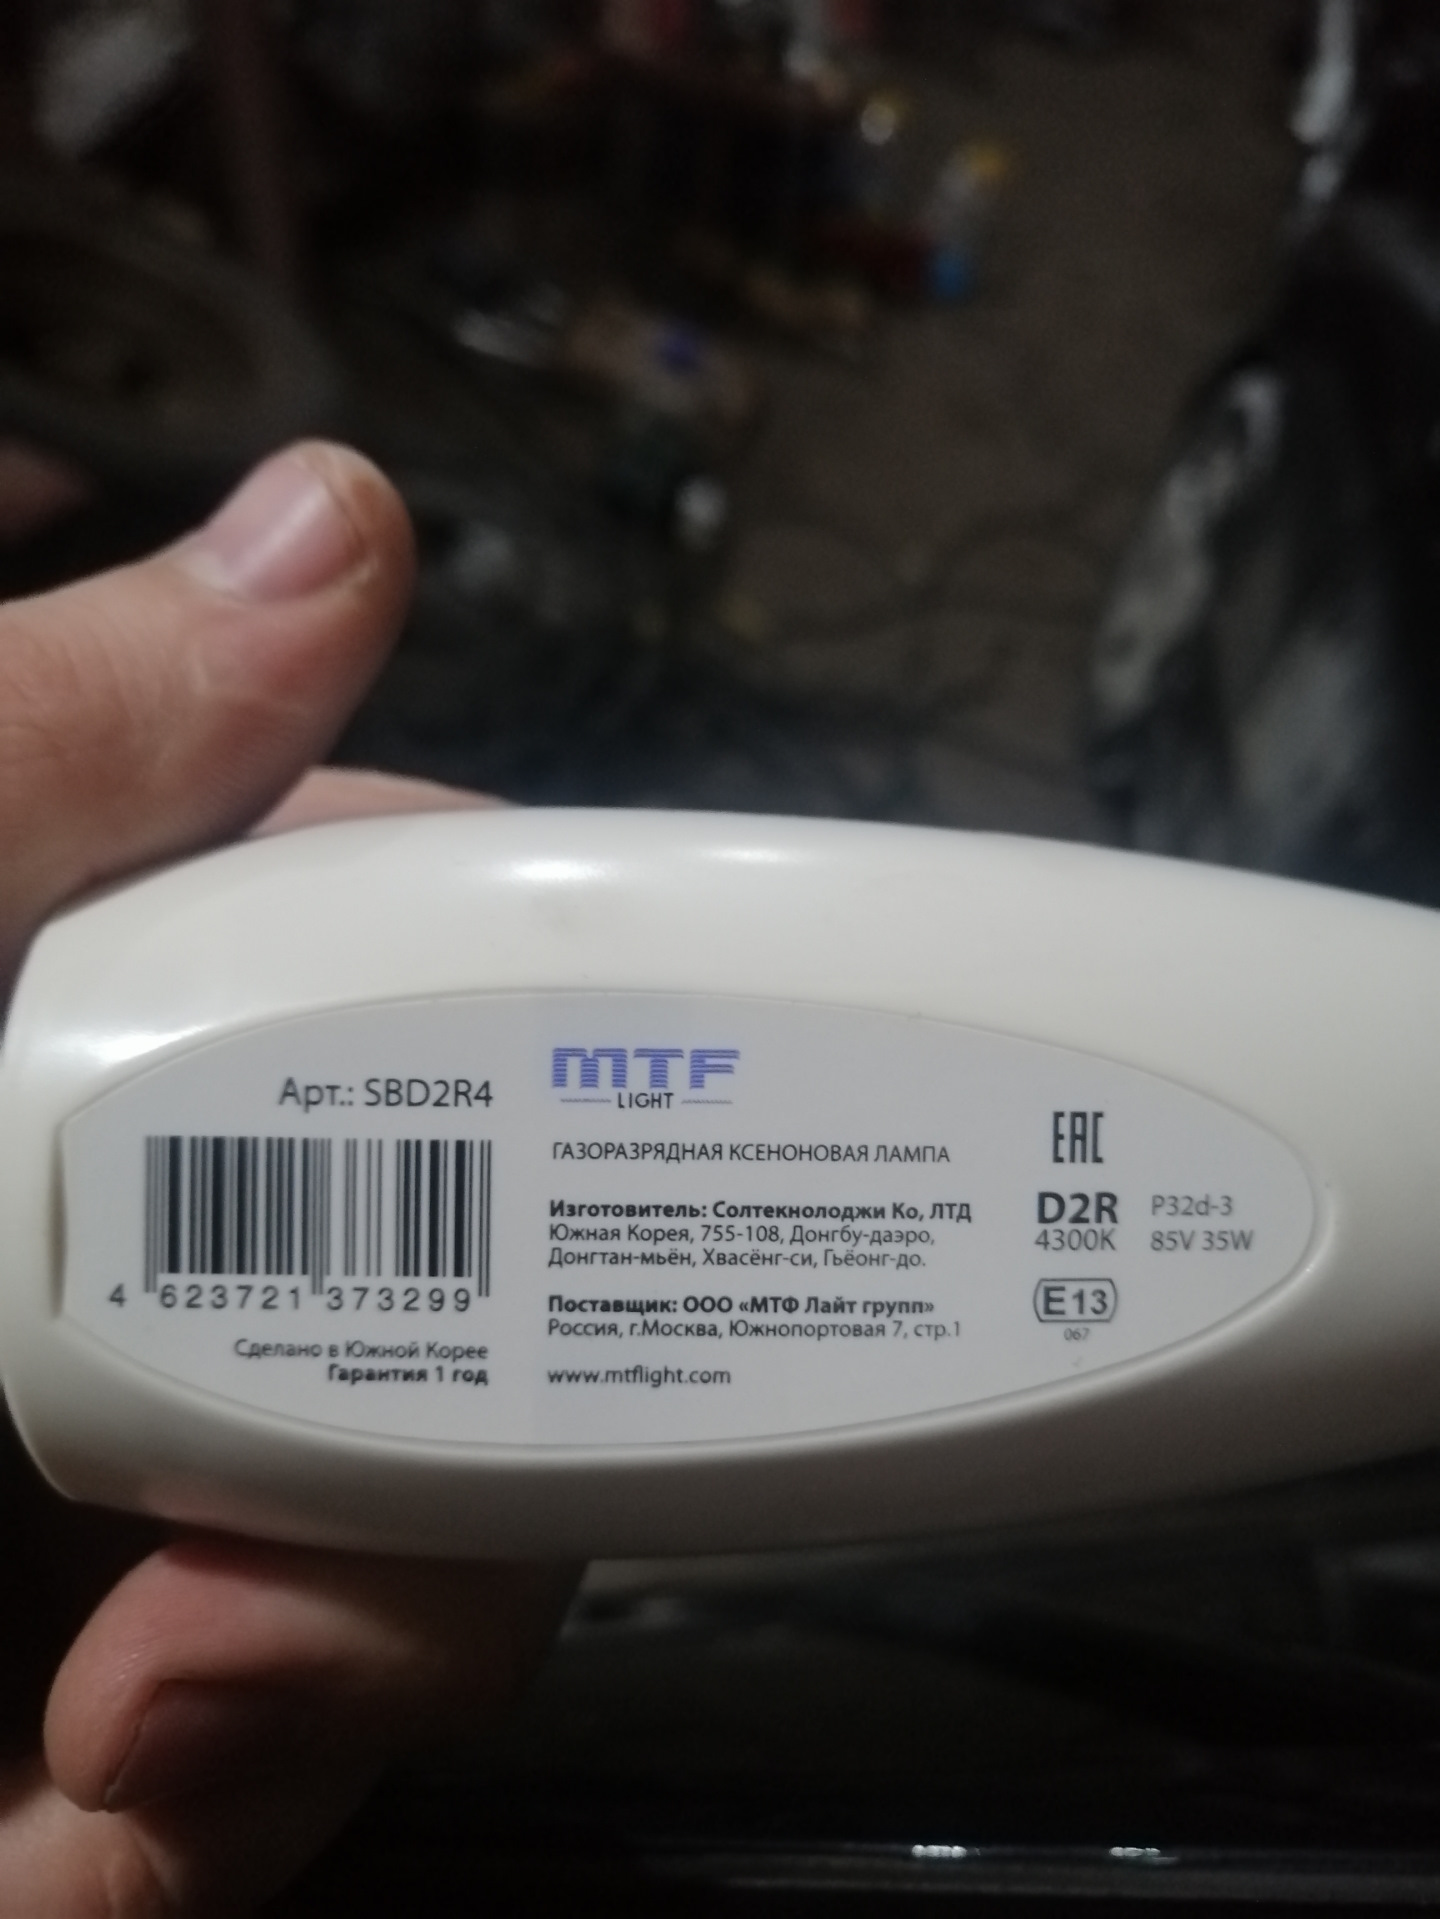 Арт.: SBD2R4
4 623721 373299
Сделано в Южной Корее
Гарантия 1 год
MTF
LIGHT
ГАЗОРАЗРЯДНАЯ КСЕНОНОВАЯ ЛАМПА
Изготовитель: Солтекнолоджи Ко, ЛТД
Южная Корея, 755-108, Донгбу-даэро,
Донгтан-мьён, Хвасёнг-си, Гьёонг-до.
Поставщик: ООО «МТФ Лайт групп»
Россия, г.Москва, Южнопортовая 7, стр.1
www.mtflight.com
EAC
D2R P32d-3
4300K 85V 35W
E13
067